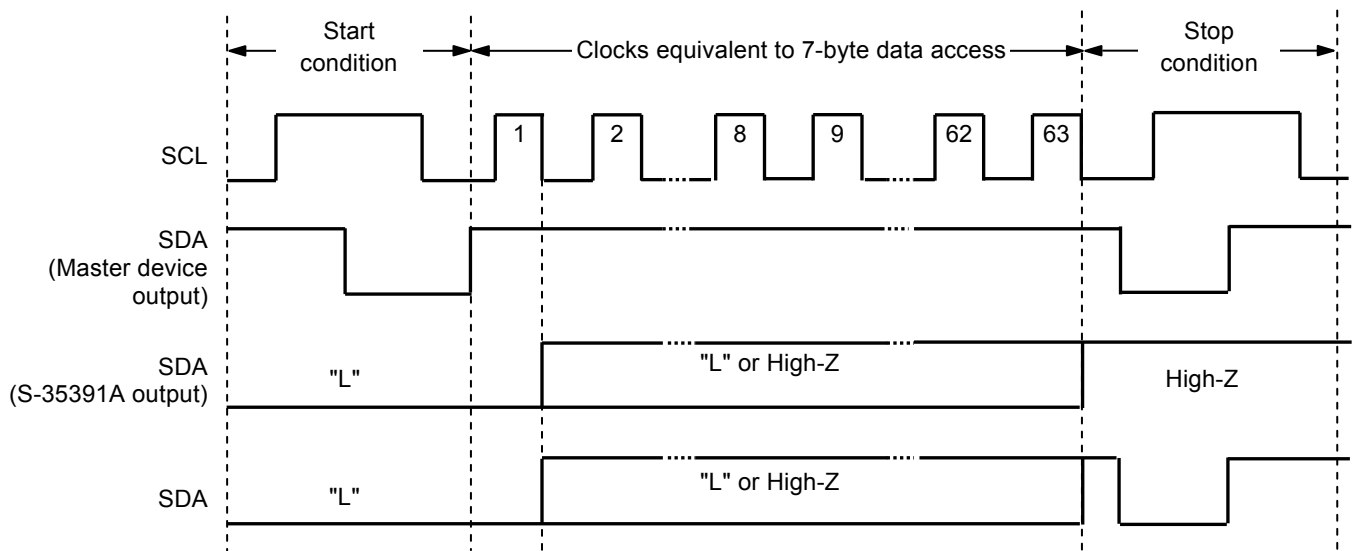 Start
condition
Clocks equivalent to 7-byte data access
Stop
condition
SCL
1
2
8
9
62
63
SDA
(Master device
output)
SDA
(S-35391A output)
"L"
"L" or High-Z
High-Z
SDA
"L"
"L" or High-Z